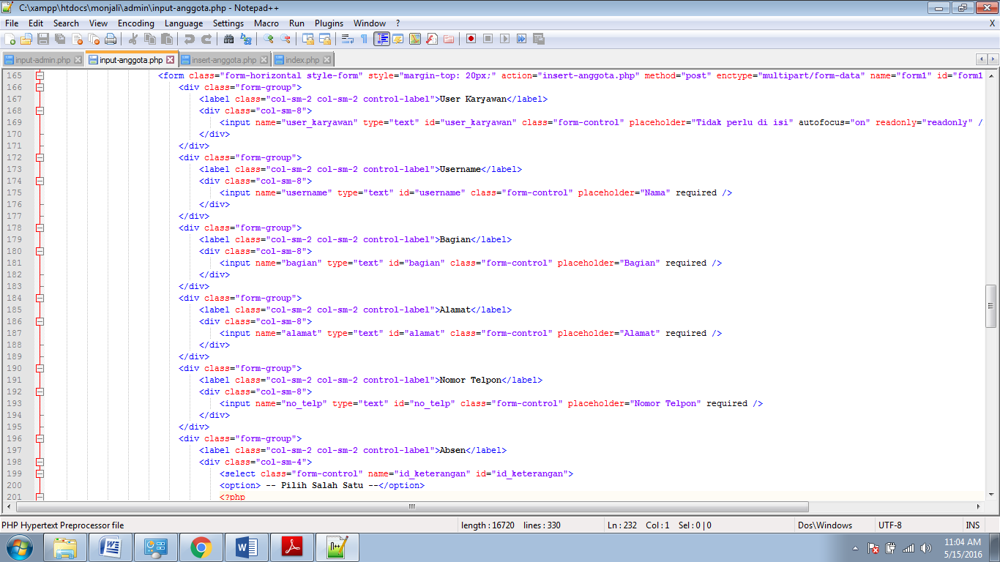 C:\xampp\htdocs\monjali\admin\input-anggota.php - Notepad++
File Edit Search View Encoding Language Settings Macro Run Plugins Window ? X
input-admin.php input-anggota.php insert-anggota.php index.php
165 <form class="form-horizontal style-form" style="margin-top: 20px;" action="insert-anggota.php" method="post" enctype="multipart/form-data" name="form1" id="form1
166 <div class="form-group">
167 <label class="col-sm-2 col-sm-2 control-label">User Karyawan</label>
168 <div class="col-sm-8">
169 <input name="user_karyawan" type="text" id="user_karyawan" class="form-control" placeholder="Tidak perlu di isi" autofocus="on" readonly="readonly" /
170 </div>
171 </div>
172 <div class="form-group">
173 <label class="col-sm-2 col-sm-2 control-label">Username</label>
174 <div class="col-sm-8">
175 <input name="username" type="text" id="username" class="form-control" placeholder="Nama" required />
176 </div>
177 </div>
178 <div class="form-group">
179 <label class="col-sm-2 col-sm-2 control-label">Bagian</label>
180 <div class="col-sm-8">
181 <input name="bagian" type="text" id="bagian" class="form-control" placeholder="Bagian" required />
182 </div>
183 </div>
184 <div class="form-group">
185 <label class="col-sm-2 col-sm-2 control-label">Alamat</label>
186 <div class="col-sm-8">
187 <input name="alamat" type="text" id="alamat" class="form-control" placeholder="Alamat" required />
188 </div>
189 </div>
190 <div class="form-group">
191 <label class="col-sm-2 col-sm-2 control-label">Nomor Telpon</label>
192 <div class="col-sm-8">
193 <input name="no_telp" type="text" id="no_telp" class="form-control" placeholder="Nomor Telpon" required />
194 </div>
195 </div>
196 <div class="form-group">
197 <label class="col-sm-2 col-sm-2 control-label">Absen</label>
198 <div class="col-sm-4">
199 <select class="form-control" name="id_keterangan" id="id_keterangan">
200 <option> -- Pilih Salah Satu --</option>
201 <?php
PHP Hypertext Preprocessor file length : 16720 lines : 330 Ln : 232 Col : 1 Sel : 0 | 0 Dos\Windows UTF-8 INS
11:04 AM
5/15/2016